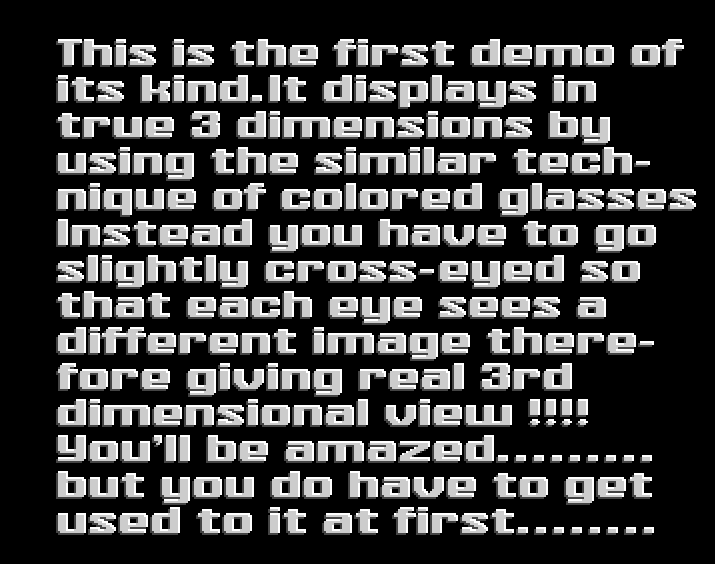 This is the first demo of
its kind.It displays in
true 3 dimensions by
using the similar tech-
nique of colored glasses
Instead you have to go
slightly cross-eyed so
that each eye sees a
different image there-
fore giving real 3rd
dimensional view !!!!
You'll be amazed.........
but you do have to get
used to it at first........